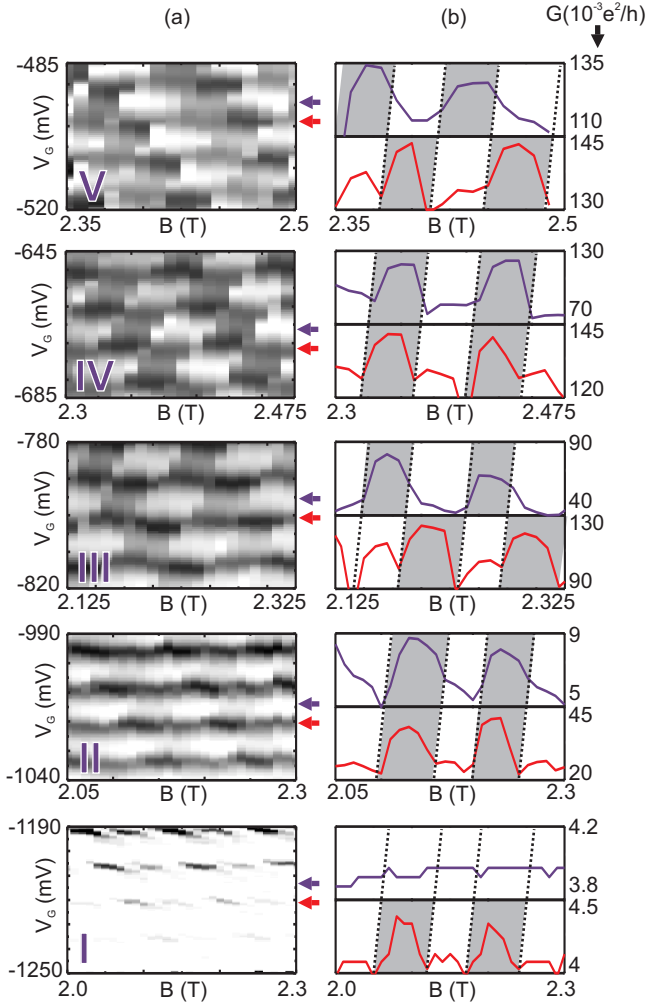 (a) (b) G(10⁻³e²/h)
-485 135
V_G (mV) 110
145
V
-520 130
2.35 B (T) 2.5 2.35 B (T) 2.5
-645 130
V_G (mV) 70
145
IV
-685 120
2.3 B (T) 2.475 2.3 B (T) 2.475
-780 90
V_G (mV) 40
130
III
-820 90
2.125 B (T) 2.325 2.125 B (T) 2.325
-990 9
V_G (mV) 5
45
II
-1040 20
2.05 B (T) 2.3 2.05 B (T) 2.3
-1190 4.2
V_G (mV) 3.8
4.5
I
-1250 4
2.0 B (T) 2.3 2.0 B (T) 2.3